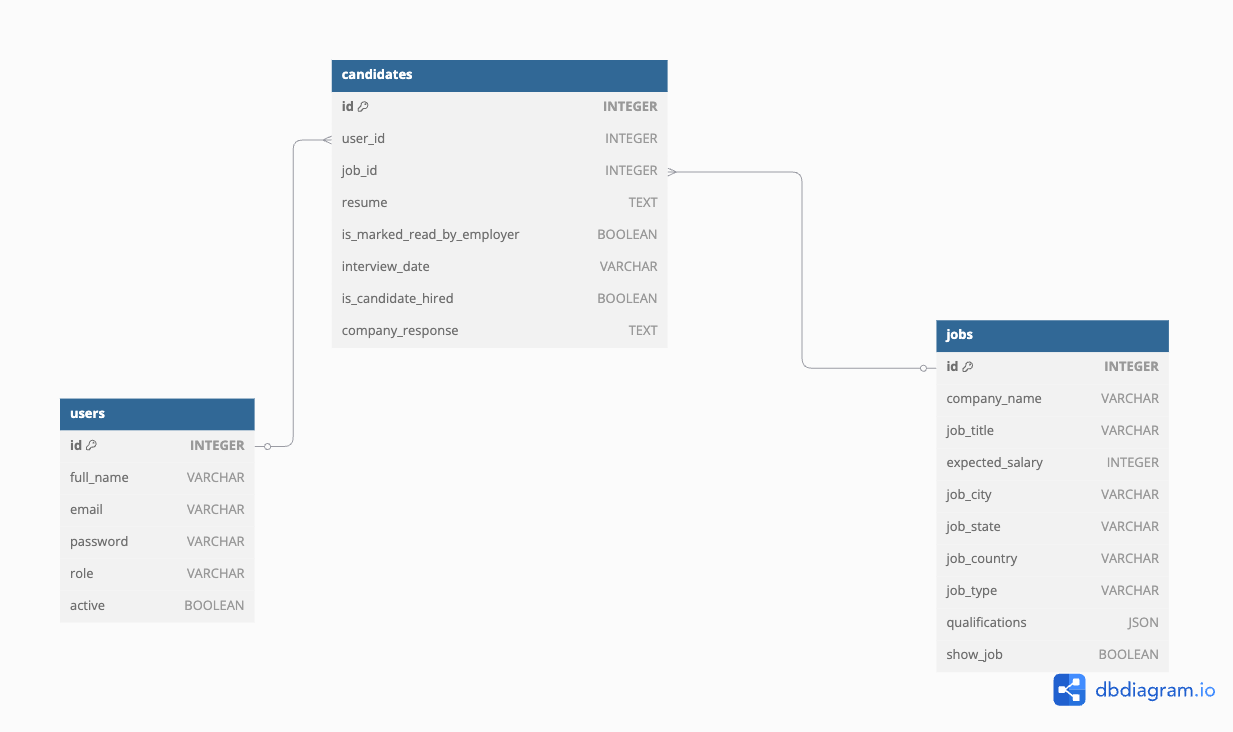 candidates
id INTEGER
user_id INTEGER
job_id INTEGER
resume TEXT
is_marked_read_by_employer BOOLEAN
interview_date VARCHAR
is_candidate_hired BOOLEAN
company_response TEXT
users
id INTEGER
full_name VARCHAR
email VARCHAR
password VARCHAR
role VARCHAR
active BOOLEAN
jobs
id INTEGER
company_name VARCHAR
job_title VARCHAR
expected_salary INTEGER
job_city VARCHAR
job_state VARCHAR
job_country VARCHAR
job_type VARCHAR
qualifications JSON
show_job BOOLEAN
dbdiagram.io